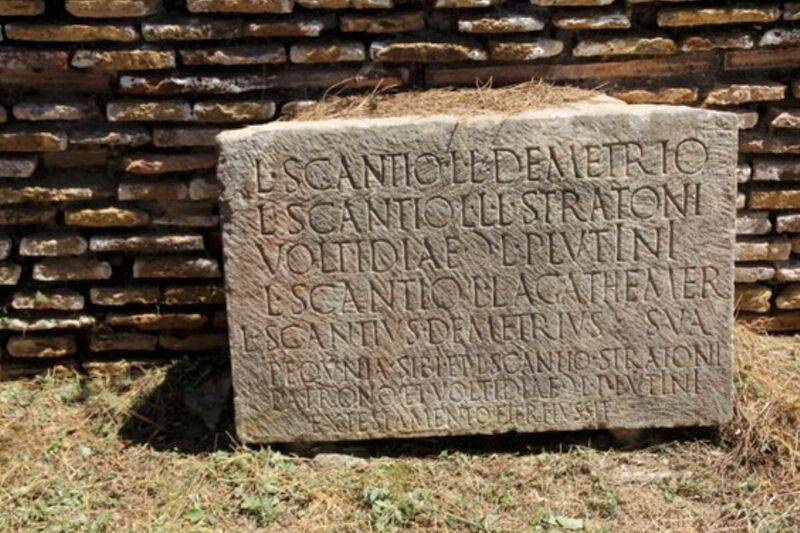 L·SCANTIO·L·L·DEMETRIO
L·SCANTIO·L·L·L·STRATONI
VOLTIDIAE·Ɔ·L·PLVTINI
L·SCANTIO·L·L·AGATHEMER
L·SCANTIVS·DEMETRIVS SVA
PEQVNIA·SIBI·ET·L·SCANTIO·STRATONI
PATRONO·ET·VOLTIDIAE·Ɔ·L·PLVTINI
EX·TESTAMENTO·FIERI·IVSSIT